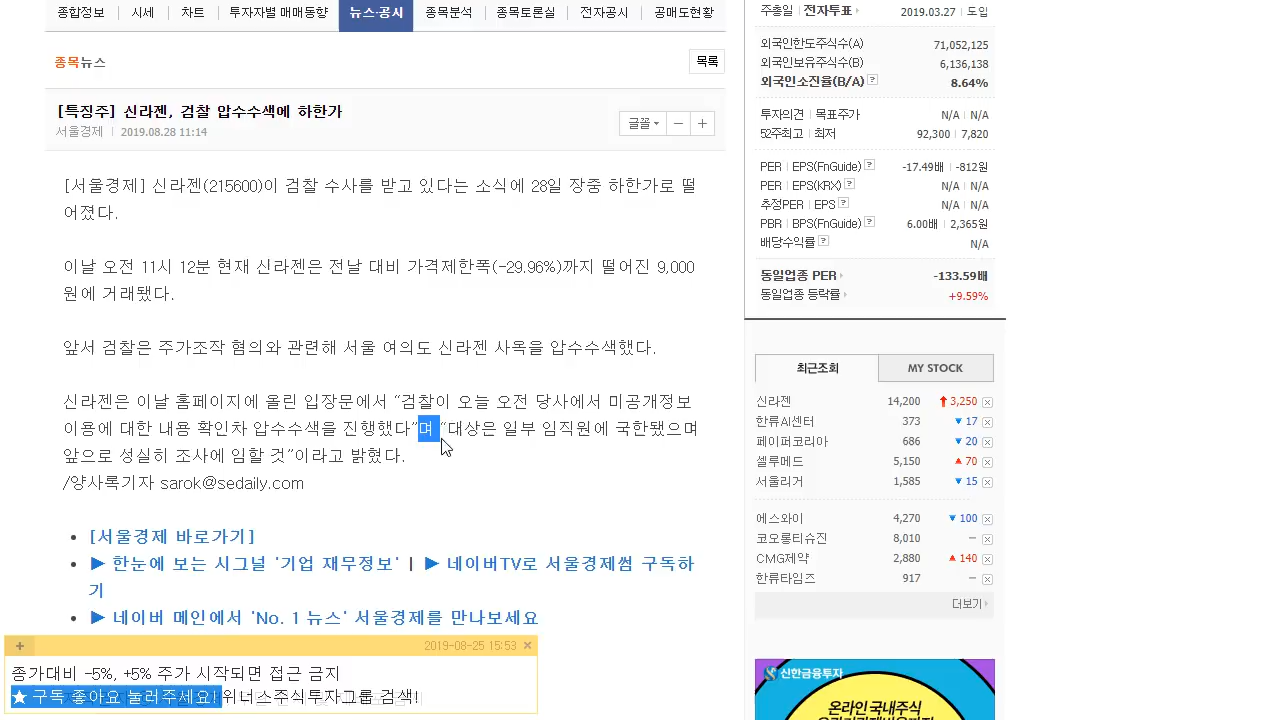 종합정보 시세 차트 투자자별 매매동향 뉴스·공시 종목분석 종목토론실 전자공시 공매도현황
종목뉴스 목록
[특징주] 신라젠, 검찰 압수수색에 하한가
서울경제 2019.08.28 11:14
글꼴 − +
[서울경제] 신라젠(215600)이 검찰 수사를 받고 있다는 소식에 28일 장중 하한가로 떨
어졌다.
이날 오전 11시 12분 현재 신라젠은 전날 대비 가격제한폭(-29.96%)까지 떨어진 9,000
원에 거래됐다.
앞서 검찰은 주가조작 혐의와 관련해 서울 여의도 신라젠 사옥을 압수수색했다.
신라젠은 이날 홈페이지에 올린 입장문에서 “검찰이 오늘 오전 당사에서 미공개정보
이용에 대한 내용 확인차 압수수색을 진행했다”며 “대상은 일부 임직원에 국한됐으며
앞으로 성실히 조사에 임할 것”이라고 밝혔다.
/양사록기자 sarok@sedaily.com
• [서울경제 바로가기]
• ▶ 한눈에 보는 시그널 '기업 재무정보' | ▶ 네이버TV로 서울경제썸 구독하
기
• ▶ 네이버 메인에서 'No. 1 뉴스' 서울경제를 만나보세요
+ 2019-08-25 15:53 ×
종가대비 -5%, +5% 주가 시작되면 접근 금지
★ 구독 좋아요 눌러주세요! 위너스주식투자그룹 검색!
주총일 전자투표 2019.03.27 도입
외국인한도주식수(A) 71,052,125
외국인보유주식수(B) 6,136,138
외국인소진율(B/A) ? 8.64%
투자의견 목표주가 N/A N/A
52주최고 최저 92,300 7,820
PER EPS(FnGuide) ? -17.49배 -812원
PER EPS(KRX) ? N/A N/A
추정PER EPS ? N/A N/A
PBR BPS(FnGuide) ? 6.00배 2,365원
배당수익률 ? N/A
동일업종 PER -133.59배
동일업종 등락률 +9.59%
최근조회 MY STOCK
신라젠 14,200 3,250
한류AI센터 373 17
페이퍼코리아 686 20
셀루메드 5,150 70
서울리거 1,585 15
에스와이 4,270 100
코오롱티슈진 8,010 −
CMG제약 2,880 140
한류타임즈 917 −
더보기
신한금융투자
온라인 국내주식